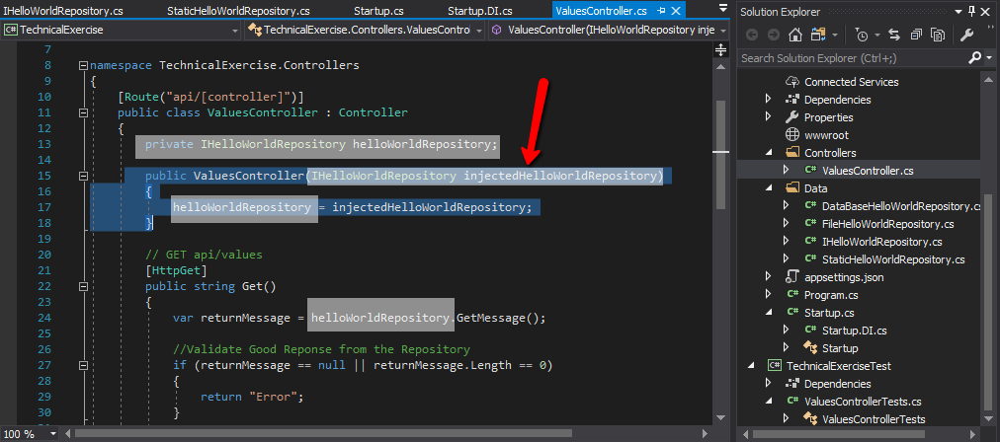 IHelloWorldRepository.cs StaticHelloWorldRepository.cs Startup.cs Startup.DI.cs ValuesController.cs
TechnicalExercise TechnicalExercise.Controllers.ValuesContro ValuesController(IHelloWorldRepository inje
7
8 namespace TechnicalExercise.Controllers
9 {
10 [Route("api/[controller]")]
11 public class ValuesController : Controller
12 {
13 private IHelloWorldRepository helloWorldRepository;
14
15 public ValuesController(IHelloWorldRepository injectedHelloWorldRepository)
16 {
17 helloWorldRepository = injectedHelloWorldRepository;
18 }
19
20 // GET api/values
21 [HttpGet]
22 public string Get()
23 {
24 var returnMessage = helloWorldRepository.GetMessage();
25
26 //Validate Good Reponse from the Repository
27 if (returnMessage == null || returnMessage.Length == 0)
28 {
29 return "Error";
30 }
100 %
Solution Explorer
Search Solution Explorer (Ctrl+;)
Connected Services
Dependencies
Properties
wwwroot
Controllers
C# ValuesController.cs
Data
C# DataBaseHelloWorldRepository.cs
C# FileHelloWorldRepository.cs
C# IHelloWorldRepository.cs
C# StaticHelloWorldRepository.cs
appsettings.json
C# Program.cs
C# Startup.cs
C# Startup.DI.cs
Startup
C# TechnicalExerciseTest
Dependencies
C# ValuesControllerTests.cs
ValuesControllerTests